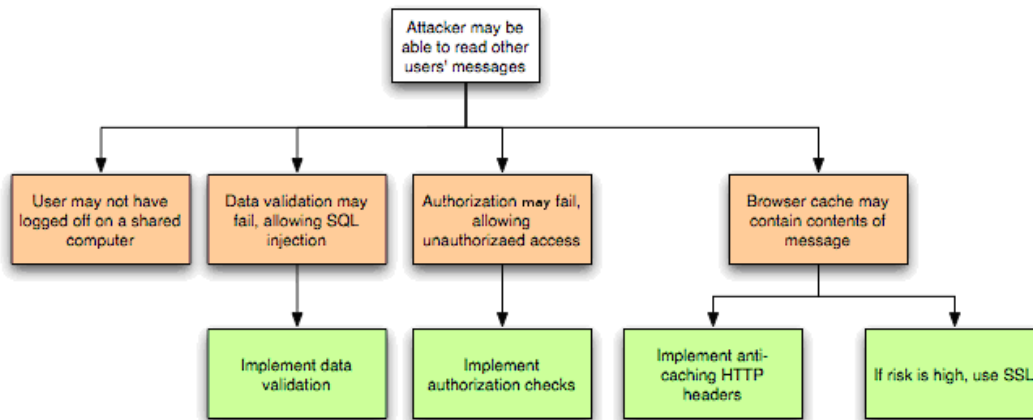 Attacker may be
able to read other
users' messages
User may not have
logged off on a shared
computer
Data validation may
fail, allowing SQL
injection
Authorization may fail,
allowing
unauthorizaed access
Browser cache may
contain contents of
message
Implement data
validation
Implement
authorization checks
Implement anti-
caching HTTP
headers
If risk is high, use SSL